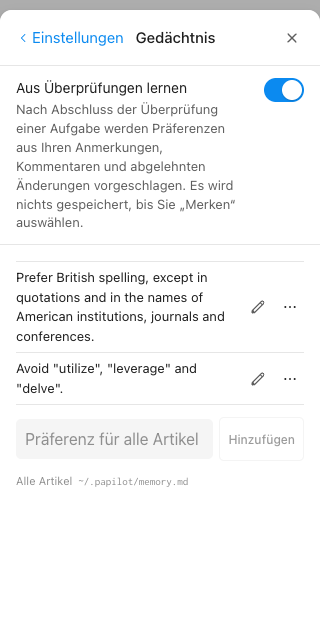 Einstellungen Gedächtnis
Aus Überprüfungen lernen
Nach Abschluss der Überprüfung
einer Aufgabe werden Präferenzen
aus Ihren Anmerkungen,
Kommentaren und abgelehnten
Änderungen vorgeschlagen. Es wird
nichts gespeichert, bis Sie „Merken“
auswählen.
Prefer British spelling, except in
quotations and in the names of
American institutions, journals and
conferences.
Avoid "utilize", "leverage" and
"delve".
Präferenz für alle Artikel Hinzufügen
Alle Artikel ~/.papilot/memory.md